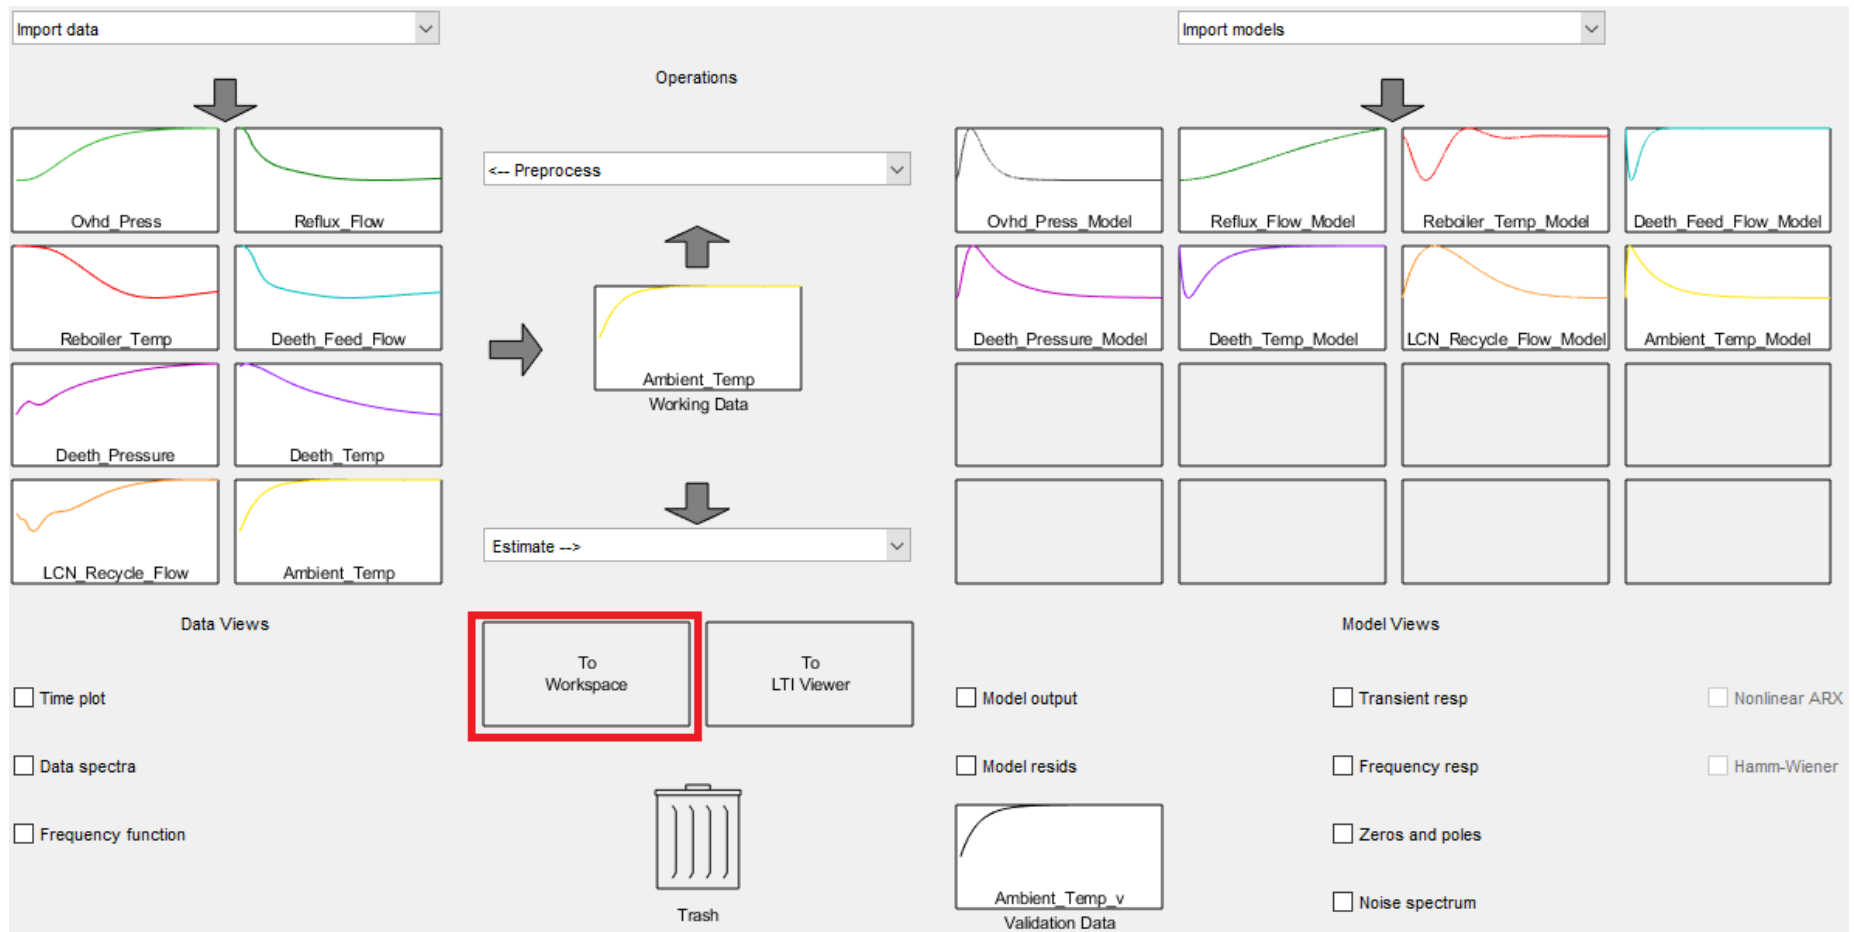 Import data
Import models
Operations
Ovhd_Press
Reflux_Flow
<-- Preprocess
Ovhd_Press_Model
Reflux_Flow_Model
Reboiler_Temp_Model
Deeth_Feed_Flow_Model
Reboiler_Temp
Deeth_Feed_Flow
Ambient_Temp
Working Data
Deeth_Pressure_Model
Deeth_Temp_Model
LCN_Recycle_Flow_Model
Ambient_Temp_Model
Deeth_Pressure
Deeth_Temp
LCN_Recycle_Flow
Ambient_Temp
Estimate -->
Data Views
To
Workspace
To
LTI Viewer
Model Views
Time plot
Data spectra
Frequency function
Trash
Model output
Transient resp
Nonlinear ARX
Model resids
Frequency resp
Hamm-Wiener
Zeros and poles
Ambient_Temp_v
Validation Data
Noise spectrum